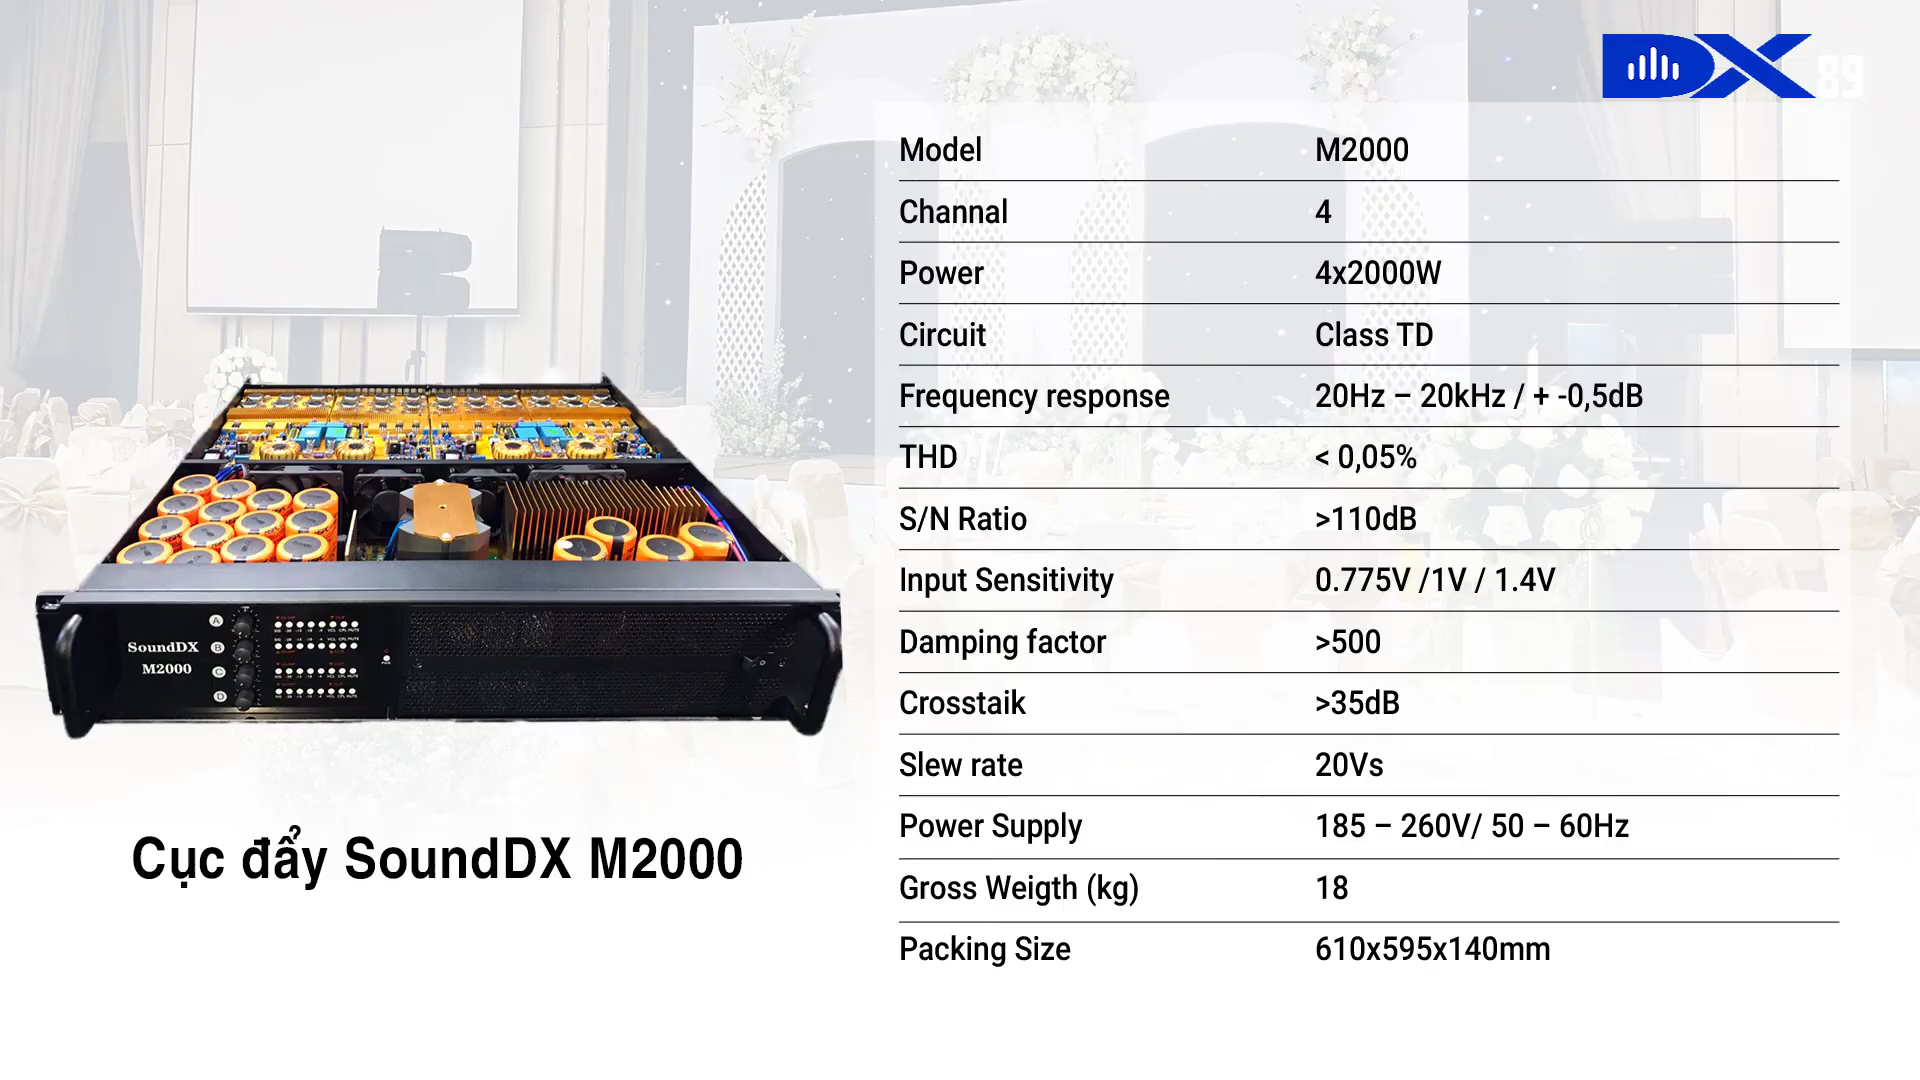 DX 89
Model M2000
Channal 4
Power 4x2000W
Circuit Class TD
Frequency response 20Hz – 20kHz / + -0,5dB
THD < 0,05%
S/N Ratio >110dB
Input Sensitivity 0.775V /1V / 1.4V
Damping factor >500
Crosstaik >35dB
Slew rate 20Vs
Power Supply 185 – 260V/ 50 – 60Hz
Gross Weigth (kg) 18
Packing Size 610x595x140mm
SoundDX
M2000
A
B
C
D
Cục đẩy SoundDX M2000